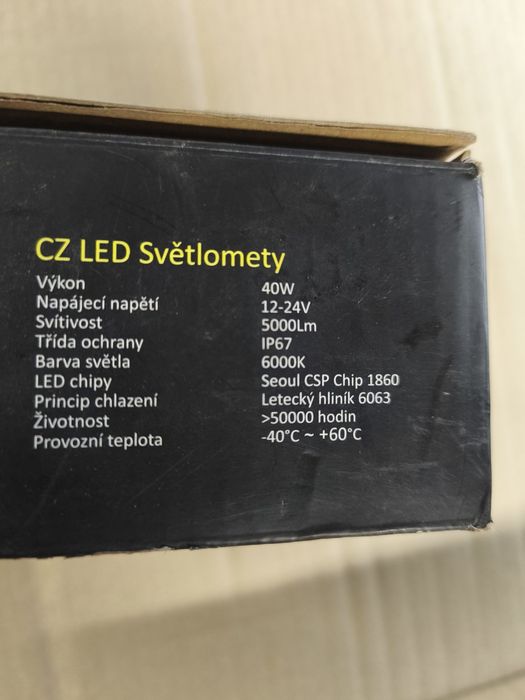 CZ LED Světlomety
Výkon 40W
Napájecí napětí 12-24V
Svítivost 5000Lm
Třída ochrany IP67
Barva světla 6000K
LED chipy Seoul CSP Chip 1860
Princip chlazení Letecký hliník 6063
Životnost >50000 hodin
Provozní teplota -40°C ~ +60°C